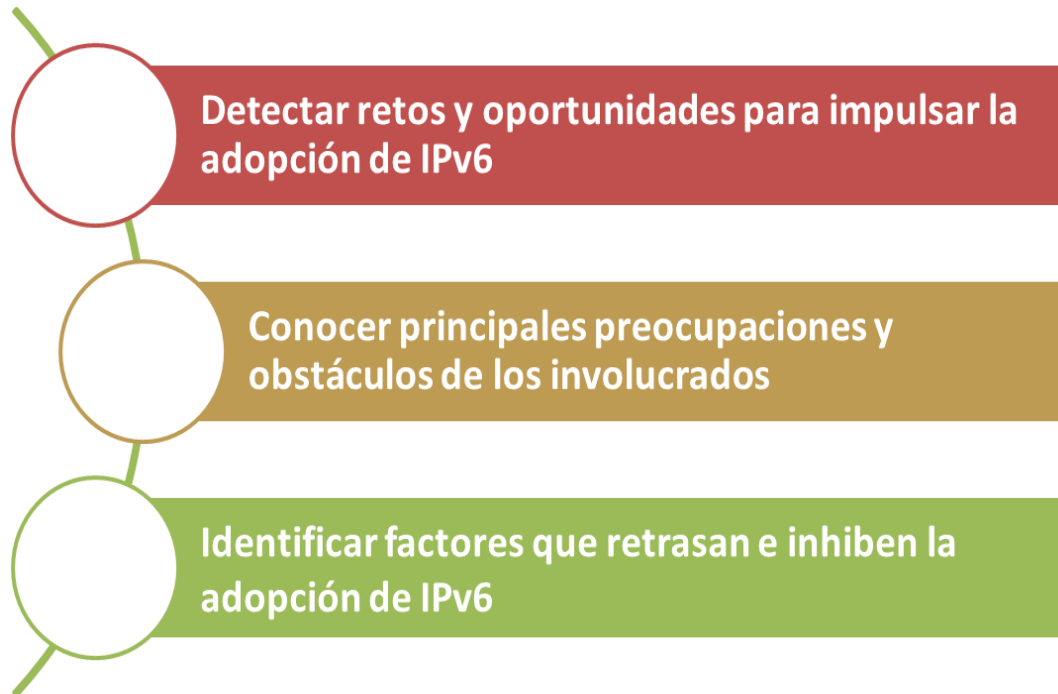 Detectar retos y oportunidades para impulsar la
adopción de IPv6
Conocer principales preocupaciones y
obstáculos de los involucrados
Identificar factores que retrasan e inhiben la
adopción de IPv6